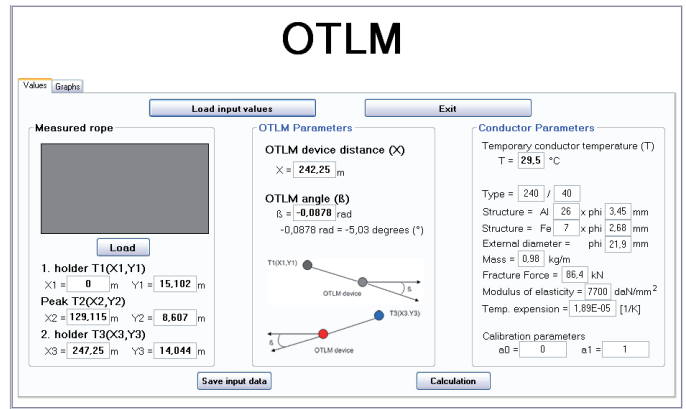 OTLM
Values Graphs
Load input values Exit
Measured rope
Load
1. holder T1(X1,Y1)
X1 = 0 m Y1 = 15,102 m
Peak T2(X2,Y2)
X2 = 129,115 m Y2 = 8,607 m
2. holder T3(X3,Y3)
X3 = 247,25 m Y3 = 14,044 m
OTLM Parameters
OTLM device distance (X)
X = 242,25 m
OTLM angle (ß)
ß = -0,0878 rad
-0,0878 rad = -5,03 degrees (°)
T1(X1,Y1)
ß
OTLM device
T3(X3,Y3)
ß
OTLM device
Conductor Parameters
Temporary conductor temperature (T)
T = 29,5 °C
Type = 240 / 40
Structure = Al 26 x phi 3,45 mm
Structure = Fe 7 x phi 2,68 mm
External diameter = phi 21,9 mm
Mass = 0,98 kg/m
Fracture Force = 86,4 kN
Modulus of elasticity = 7700 daN/mm²
Temp. expension = 1,89E-05 [1/K]
Calibration parameters
a0 = 0 a1 = 1
Save input data Calculation